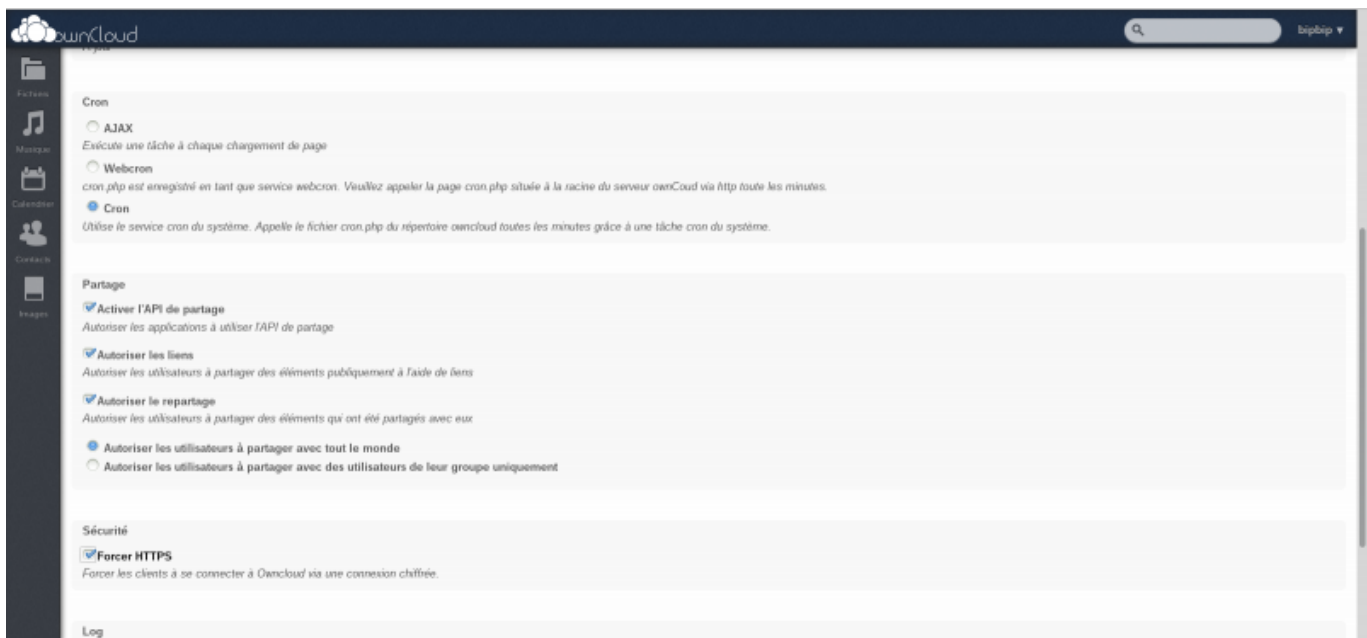 ownCloud
bipbip
Fichiers
Musique
Calendrier
Contacts
Images
Cron
AJAX
Exécute une tâche à chaque chargement de page
Webcron
cron.php est enregistré en tant que service webcron. Veuillez appeler la page cron.php située à la racine du serveur ownCoud via http toute les minutes.
Cron
Utilise le service cron du système. Appelle le fichier cron.php du répertoire owncloud toutes les minutes grâce à une tâche cron du système.
Partage
Activer l'API de partage
Autoriser les applications à utiliser l'API de partage
Autoriser les liens
Autoriser les utilisateurs à partager des éléments publiquement à l'aide de liens
Autoriser le repartage
Autoriser les utilisateurs à partager des éléments qui ont été partagés avec eux
Autoriser les utilisateurs à partager avec tout le monde
Autoriser les utilisateurs à partager avec des utilisateurs de leur groupe uniquement
Sécurité
Forcer HTTPS
Forcer les clients à se connecter à Owncloud via une connexion chiffrée.
Log